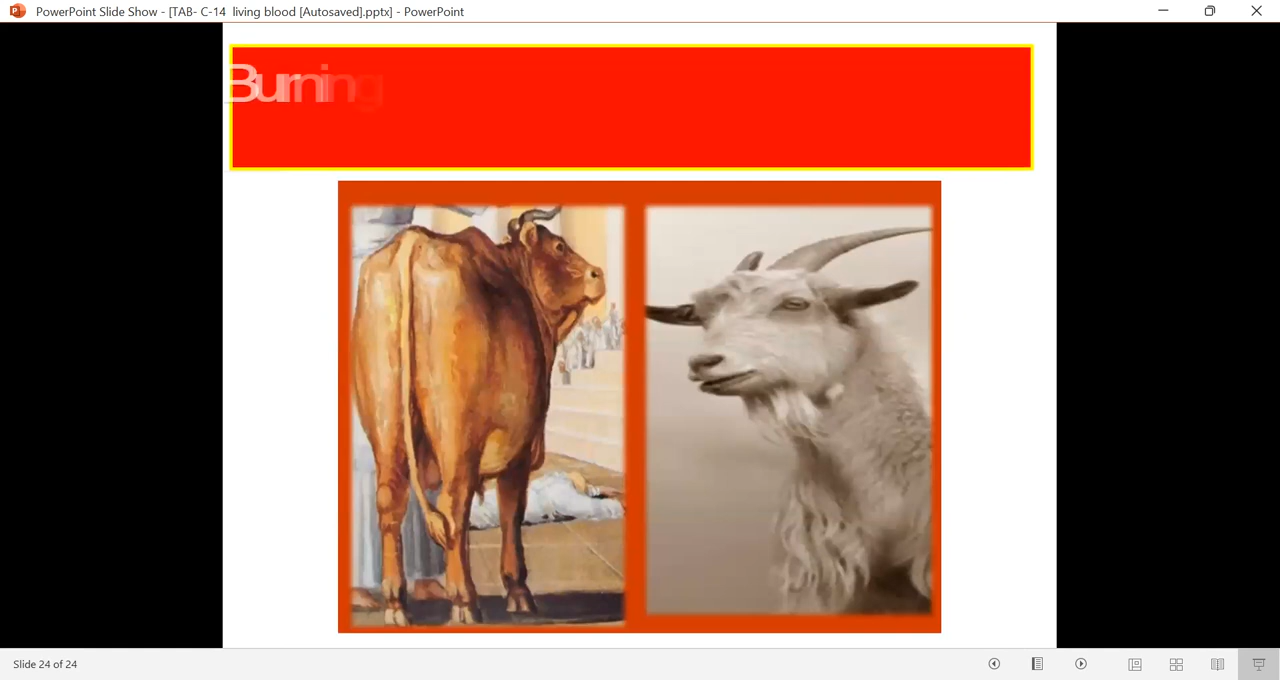 PowerPoint Slide Show - [TAB- C-14  living blood [Autosaved].pptx] - PowerPoint
Burning
Slide 24 of 24